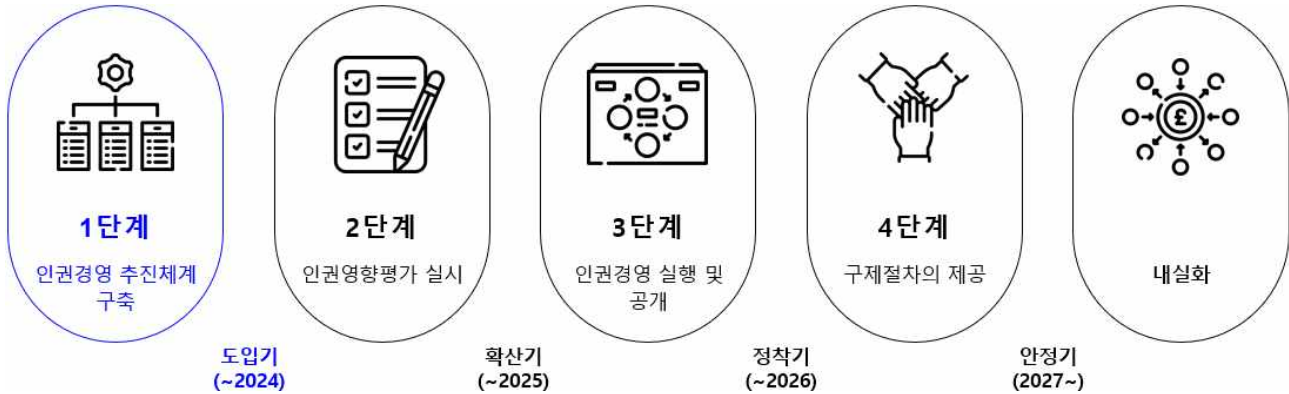 1단계
인권경영 추진체계
구축
2단계
인권영향평가 실시
3단계
인권경영 실행 및
공개
4단계
구제절차의 제공
£
내실화
도입기
(~2024)
확산기
(~2025)
정착기
(~2026)
안정기
(2027~)